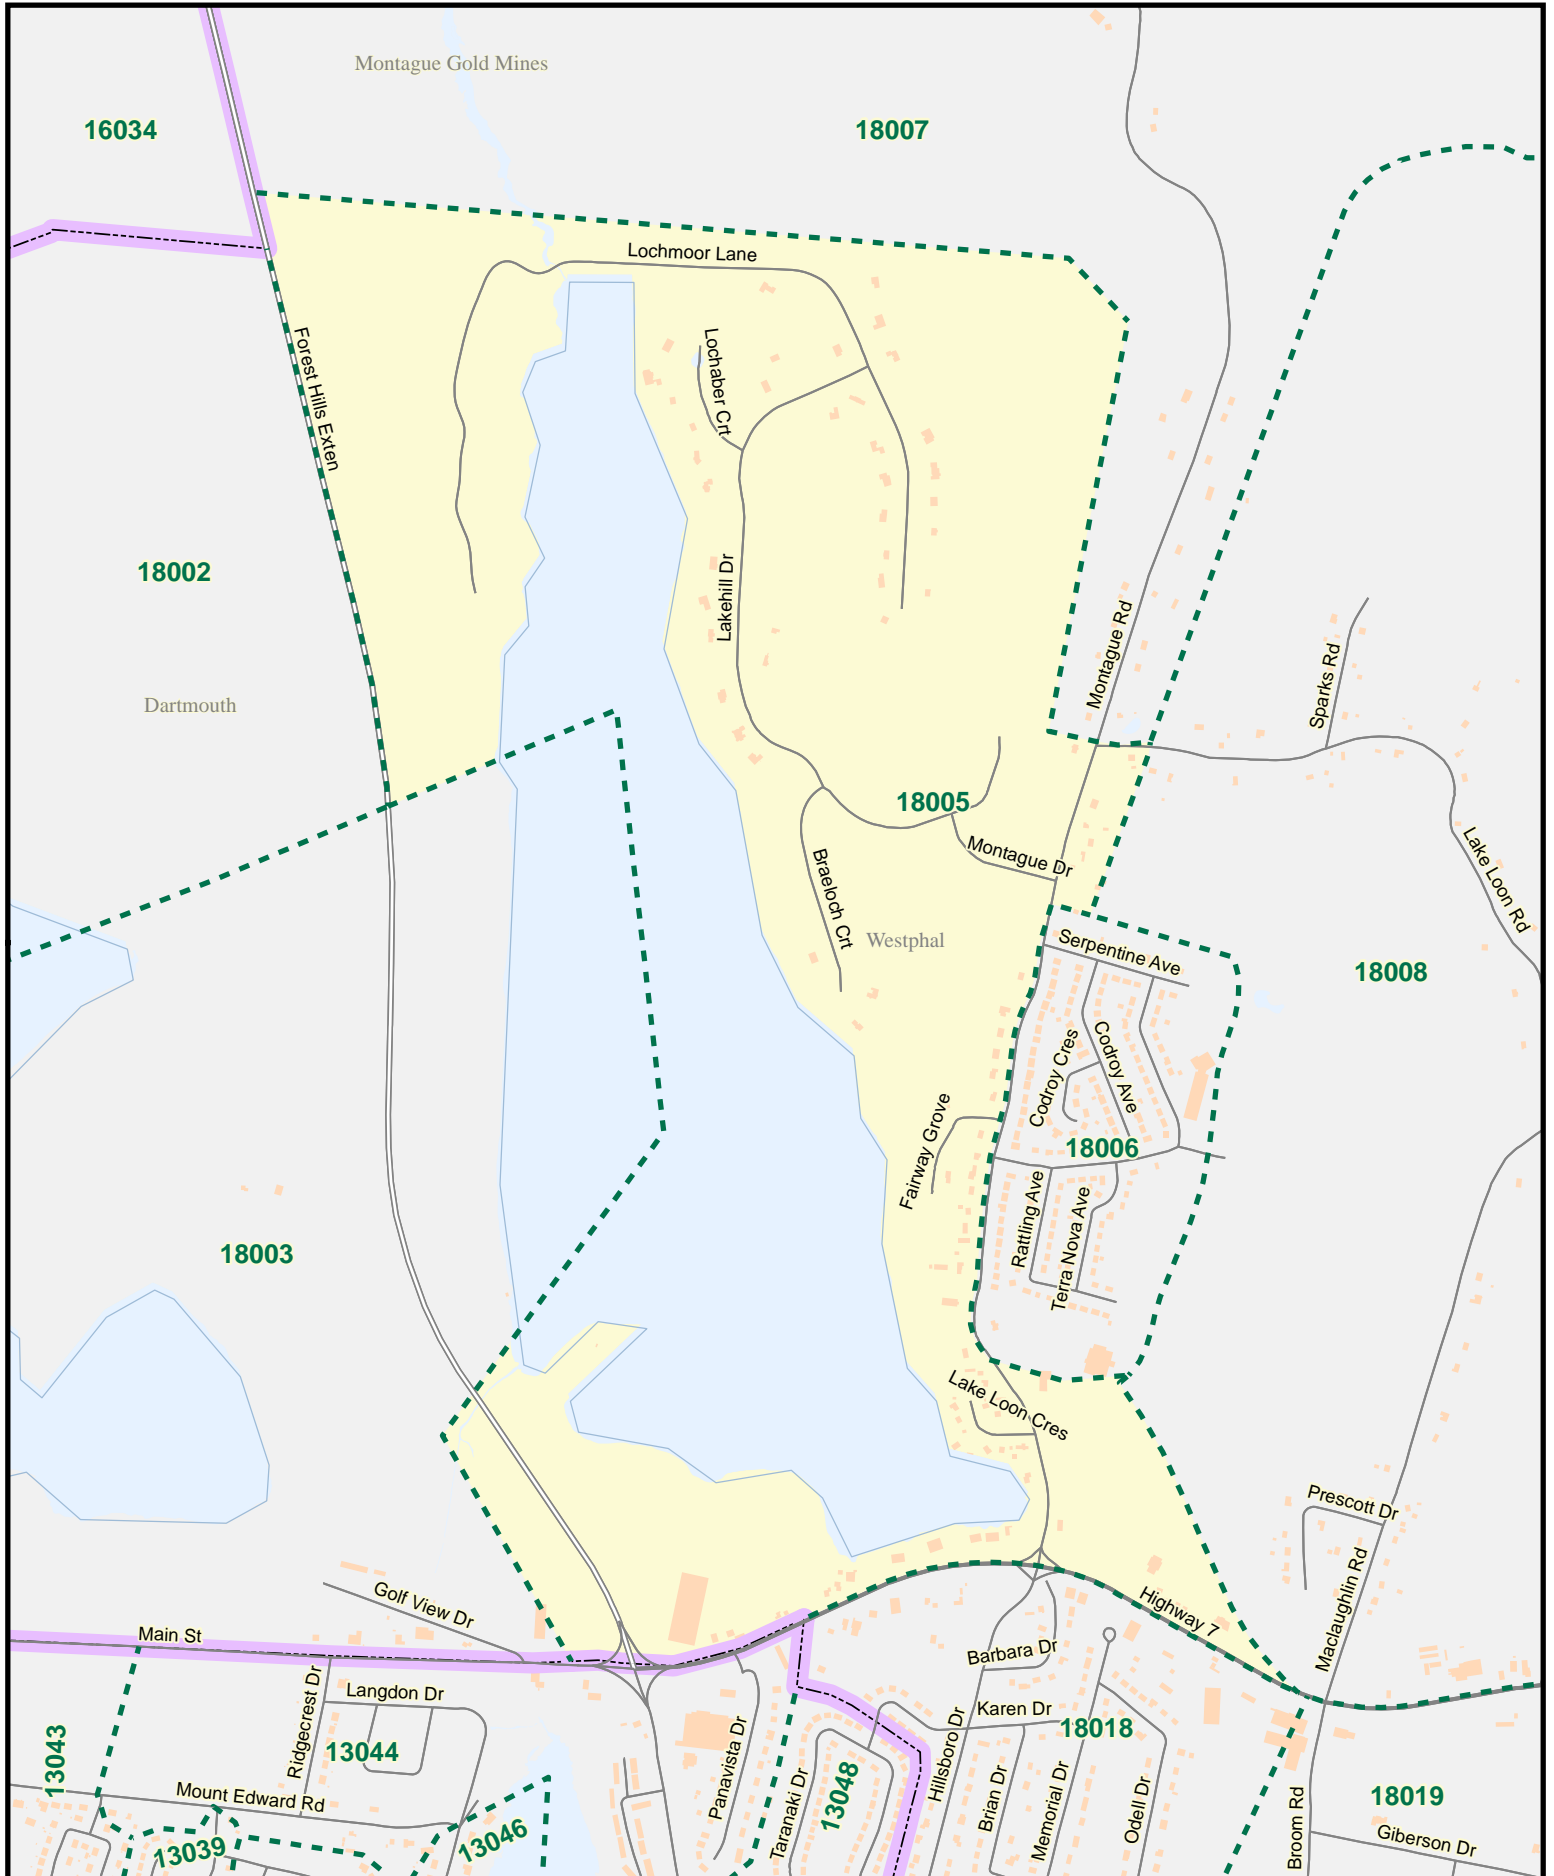 Montague Gold Mines
16034
18007
Lochmoor Lane
Forest Hills Exten
Lochaber Crt
18002
Lakehill Dr
Montague Rd
Sparks Rd
Dartmouth
18005
Montague Dr
Lake Loon Rd
Braeloch Crt
Westphal
Serpentine Ave
18008
Codroy Cres
Codroy Ave
Fairway Grove
18006
Rattling Ave
Terra Nova Ave
18003
Lake Loon Cres
Prescott Dr
Maclaughlin Rd
Golf View Dr
Highway 7
Main St
Barbara Dr
Langdon Dr
Ridgecrest Dr
Karen Dr
13043
13044
Panavista Dr
Hillsboro Dr
18018
Mount Edward Rd
Taranaki Dr
13048
Brian Dr
Memorial Dr
Odell Dr
Broom Rd
18019
Giberson Dr
13039
13046